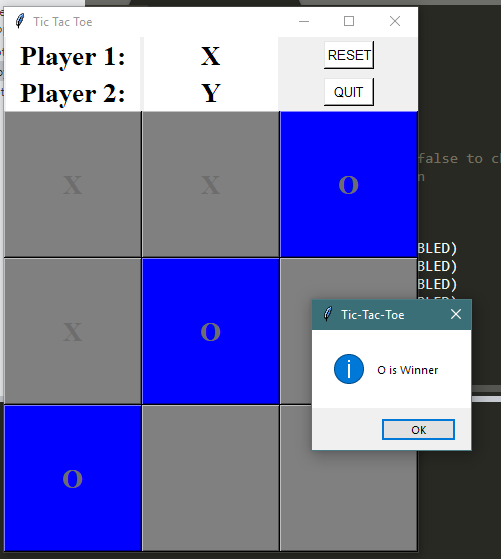 Tic Tac Toe
Player 1: X RESET
Player 2: Y QUIT
false to c
n
X X O
BLED)
BLED)
BLED)
X O
Tic-Tac-Toe
O is Winner
OK
O